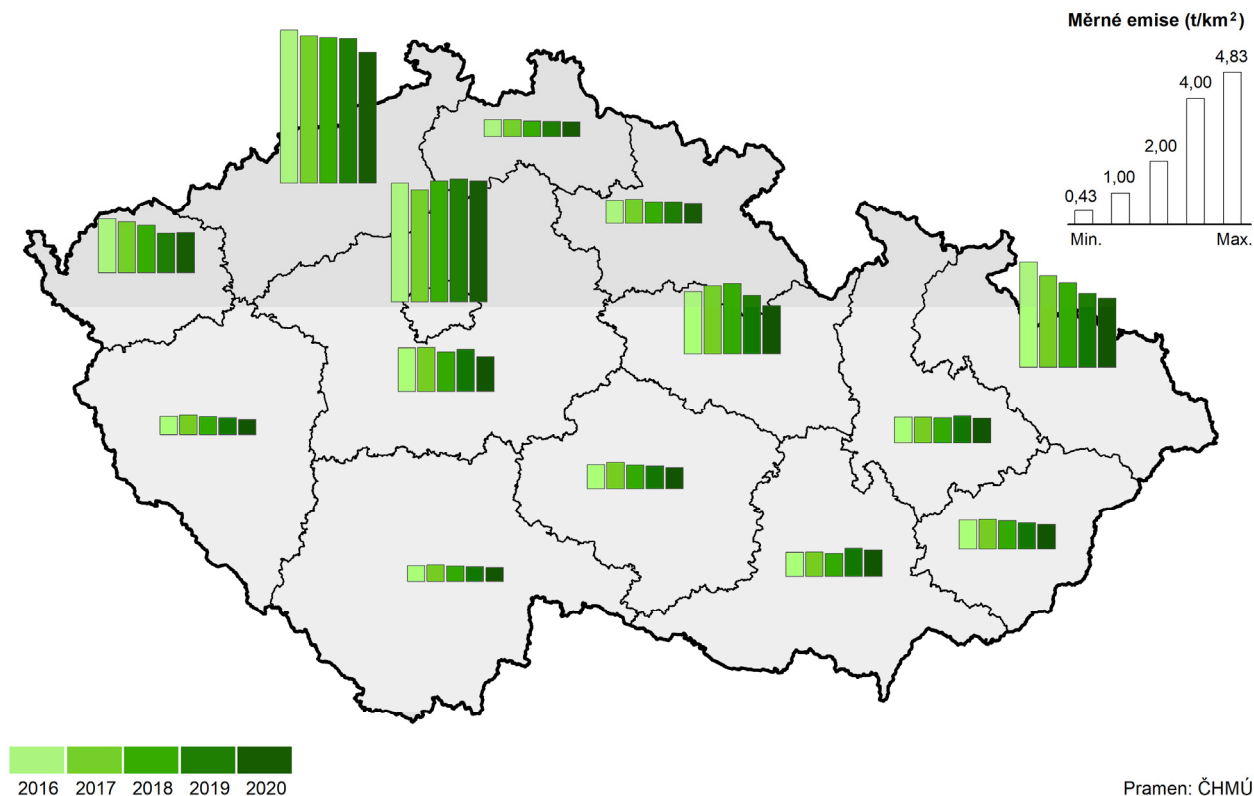 Měrné emise (t/km²)
4,83
4,00
2,00
1,00
0,43
Min. Max.
2016 2017 2018 2019 2020
Pramen: ČHMÚ